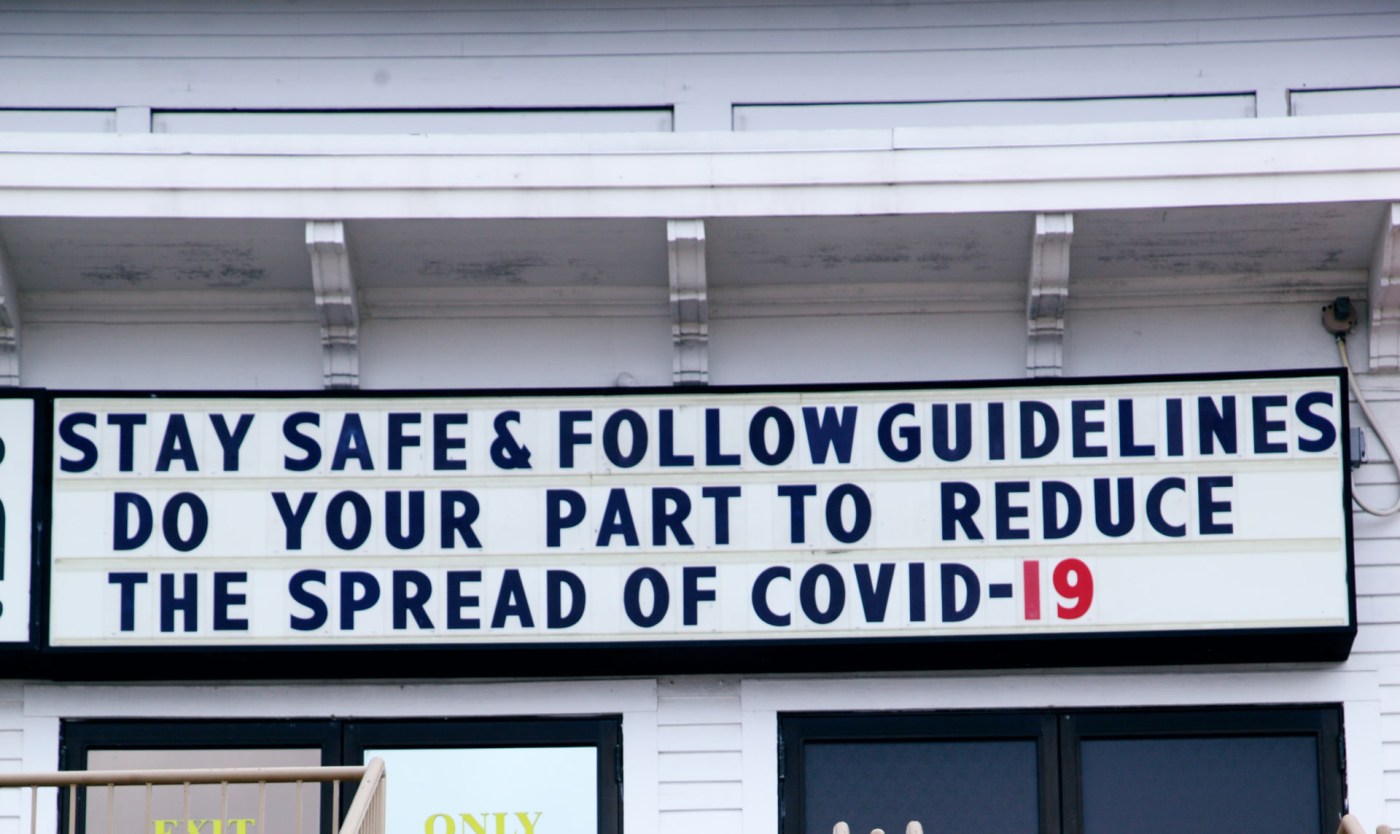 STAY SAFE & FOLLOW GUIDELINES
DO YOUR PART TO REDUCE
THE SPREAD OF COVID-19
EXIT ONLY